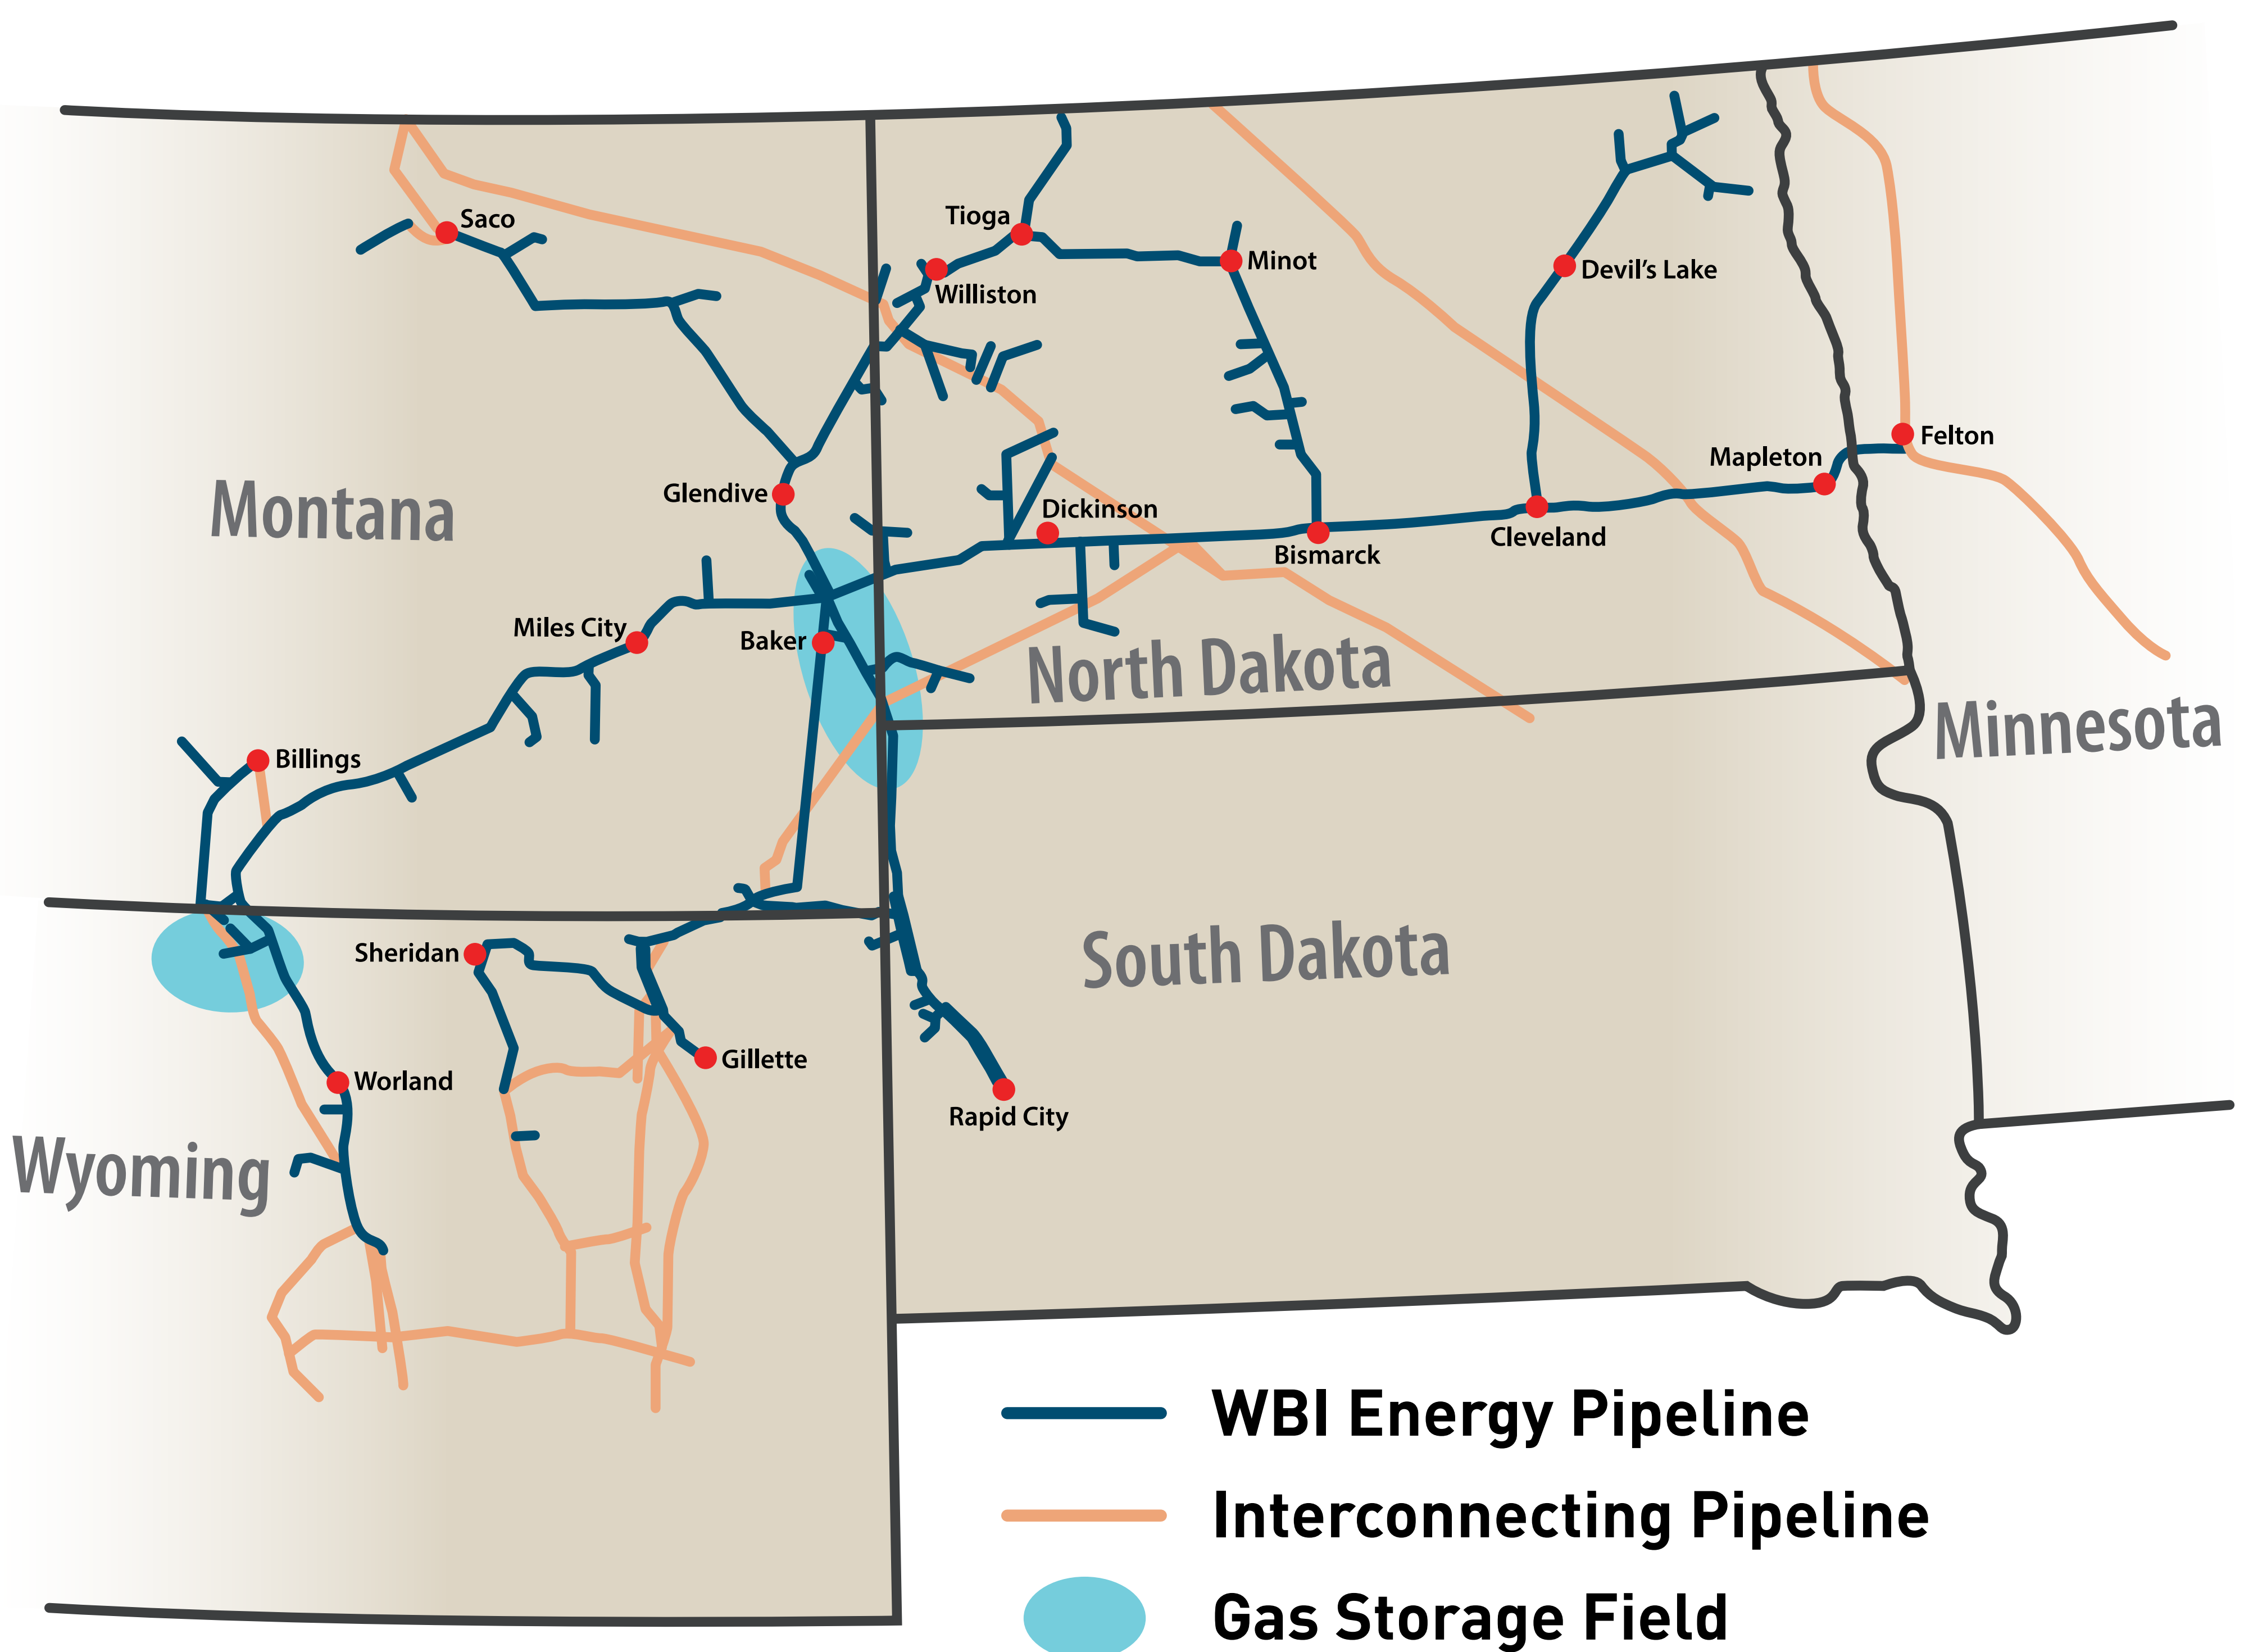 Saco
Tioga
Minot
Devil's Lake
Williston
Felton
Mapleton
Glendive
Montana
Dickinson
Cleveland
Bismarck
Miles City
Baker
North Dakota
Minnesota
Billings
South Dakota
Sheridan
Gillette
Worland
Rapid City
Wyoming
WBI Energy Pipeline
Interconnecting Pipeline
Gas Storage Field